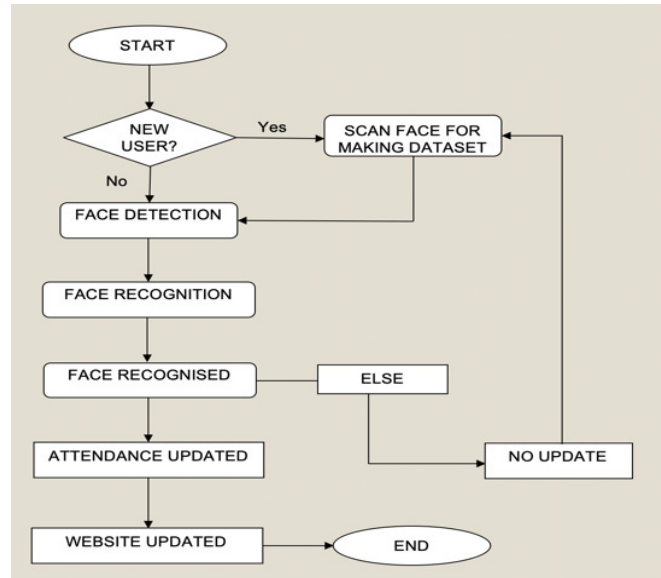 START
NEW
USER?
Yes
SCAN FACE FOR
MAKING DATASET
No
FACE DETECTION
FACE RECOGNITION
FACE RECOGNISED
ELSE
ATTENDANCE UPDATED
NO UPDATE
WEBSITE UPDATED
END